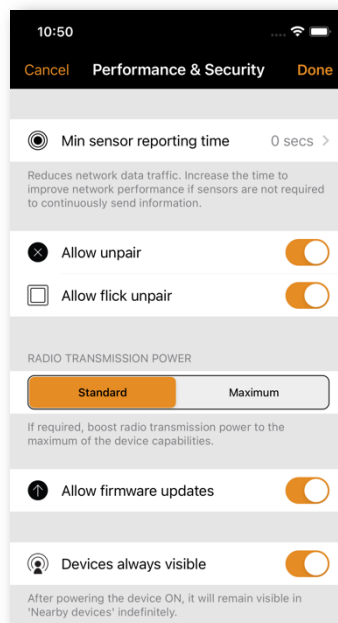 10:50
Cancel Performance & Security Done
Min sensor reporting time 0 secs >
Reduces network data traffic. Increase the time to
improve network performance if sensors are not required
to continuously send information.
Allow unpair
Allow flick unpair
RADIO TRANSMISSION POWER
Standard Maximum
If required, boost radio transmission power to the
maximum of the device capabilities.
Allow firmware updates
Devices always visible
After powering the device ON, it will remain visible in
'Nearby devices' indefinitely.